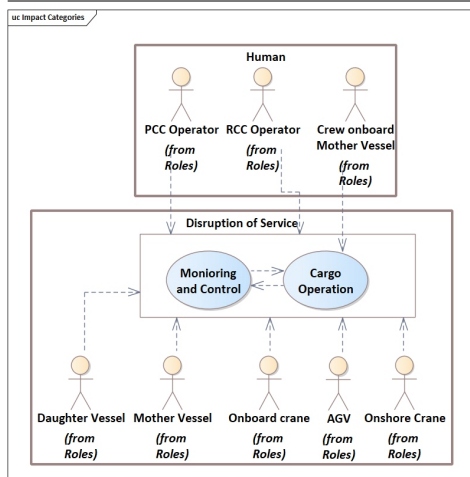 uc Impact Categories
Human
PCC Operator
(from
Roles)
RCC Operator
(from
Roles)
Crew onboard
Mother Vessel
(from
Roles)
Disruption of Service
Monioring
and Control
Cargo
Operation
Daughter Vessel
(from
Roles)
Mother Vessel
(from
Roles)
Onboard crane
(from
Roles)
AGV
(from
Roles)
Onshore Crane
(from
Roles)